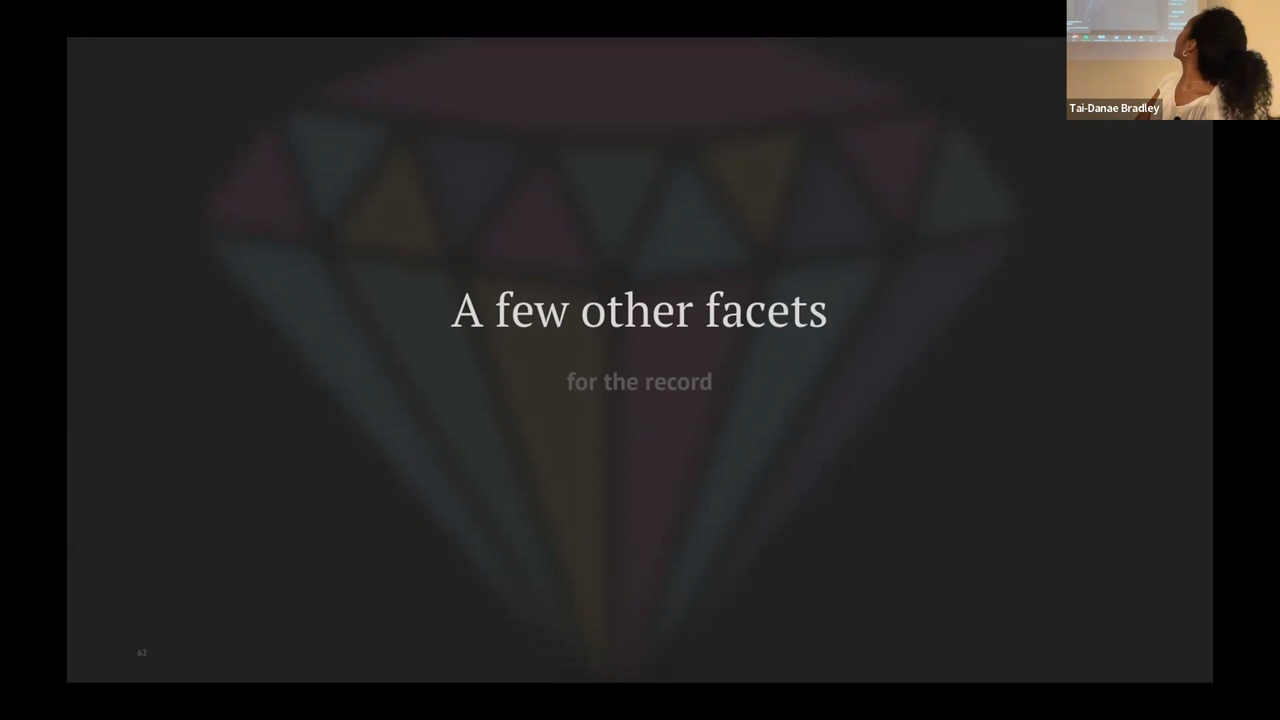 Tai-Danae Bradley
A few other facets
for the record
62